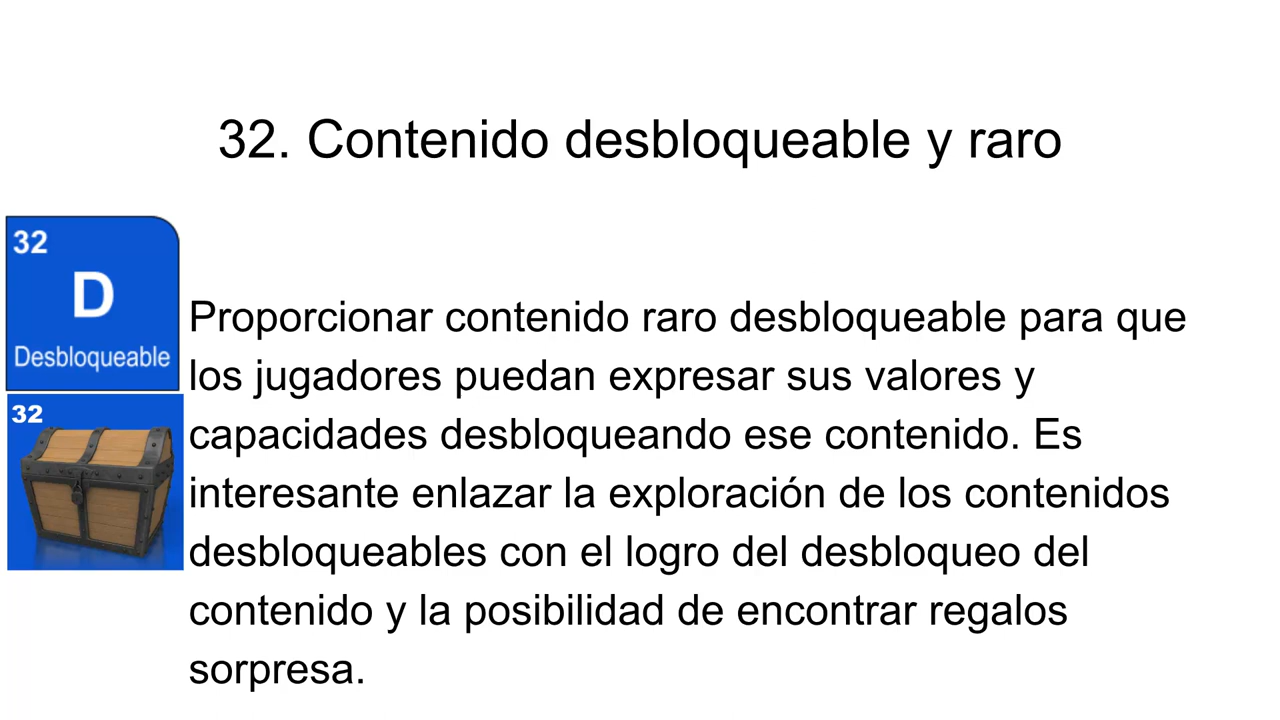 32. Contenido desbloqueable y raro
32
D
Desbloqueable
32
Proporcionar contenido raro desbloqueable para que
los jugadores puedan expresar sus valores y
capacidades desbloqueando ese contenido. Es
interesante enlazar la exploración de los contenidos
desbloqueables con el logro del desbloqueo del
contenido y la posibilidad de encontrar regalos
sorpresa.